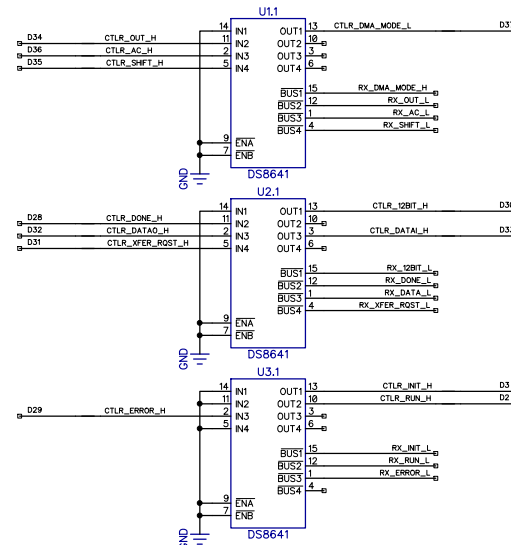 U1.1
14 IN1 OUT1 13 CTLR_DMA_MODE_L D37
D34 CTLR_OUT_H 11 IN2 OUT2 10
D36 CTLR_AC_H 2 IN3 OUT3 3
D35 CTLR_SHIFT_H 5 IN4 OUT4 6
BUS1 15 RX_DMA_MODE_H
BUS2 12 RX_OUT_L
BUS3 1 RX_AC_L
BUS4 4 RX_SHIFT_L
9 ENA
7 ENB
GND
DS8641
U2.1
14 IN1 OUT1 13 CTLR_12BIT_H
D28 CTLR_DONE_H 11 IN2 OUT2 10
D32 CTLR_DATAO_H 2 IN3 OUT3 3 CTLR_DATAI_H
D31 CTLR_XFER_RQST_H 5 IN4 OUT4 6
BUS1 15 RX_12BIT_L
BUS2 12 RX_DONE_L
BUS3 1 RX_DATA_L
BUS4 4 RX_XFER_RQST_L
9 ENA
7 ENB
GND
DS8641
U3.1
14 IN1 OUT1 13 CTLR_INIT_H
11 IN2 OUT2 10 CTLR_RUN_H
D29 CTLR_ERROR_H 2 IN3 OUT3 3
5 IN4 OUT4 6
BUS1 15 RX_INIT_L
BUS2 12 RX_RUN_L
BUS3 1 RX_ERROR_L
BUS4 4
9 ENA
7 ENB
GND
DS8641